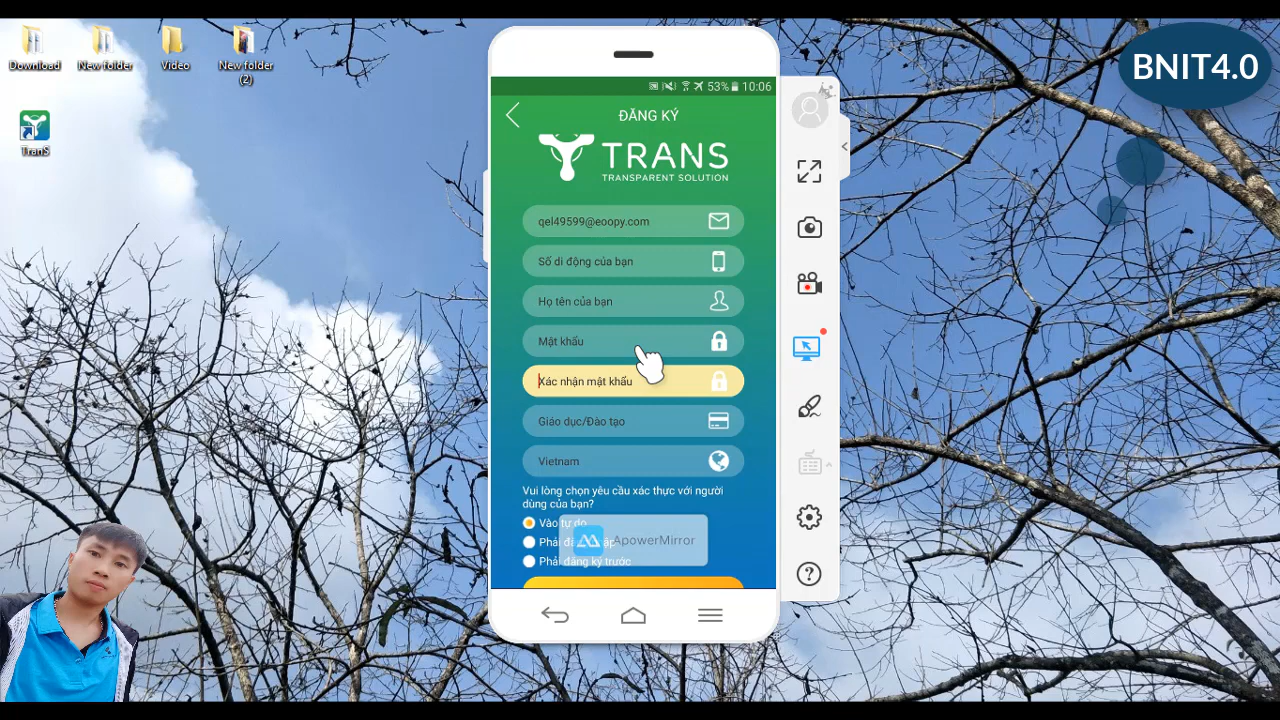 Download
New folder
Video
New folder
(2)
TranS
BNIT4.0
53% 10:06
ĐĂNG KÝ
TRANS
TRANSPARENT SOLUTION
qel49599@eoopy.com
Số di động của bạn
Họ tên của bạn
Mật khẩu
Xác nhận mật khẩu
Giáo dục/Đào tạo
Vietnam
Vui lòng chọn yêu cầu xác thực với người
dùng của bạn?
Vào tự do
Phải
ApowerMirror
Phải đăng ký trước